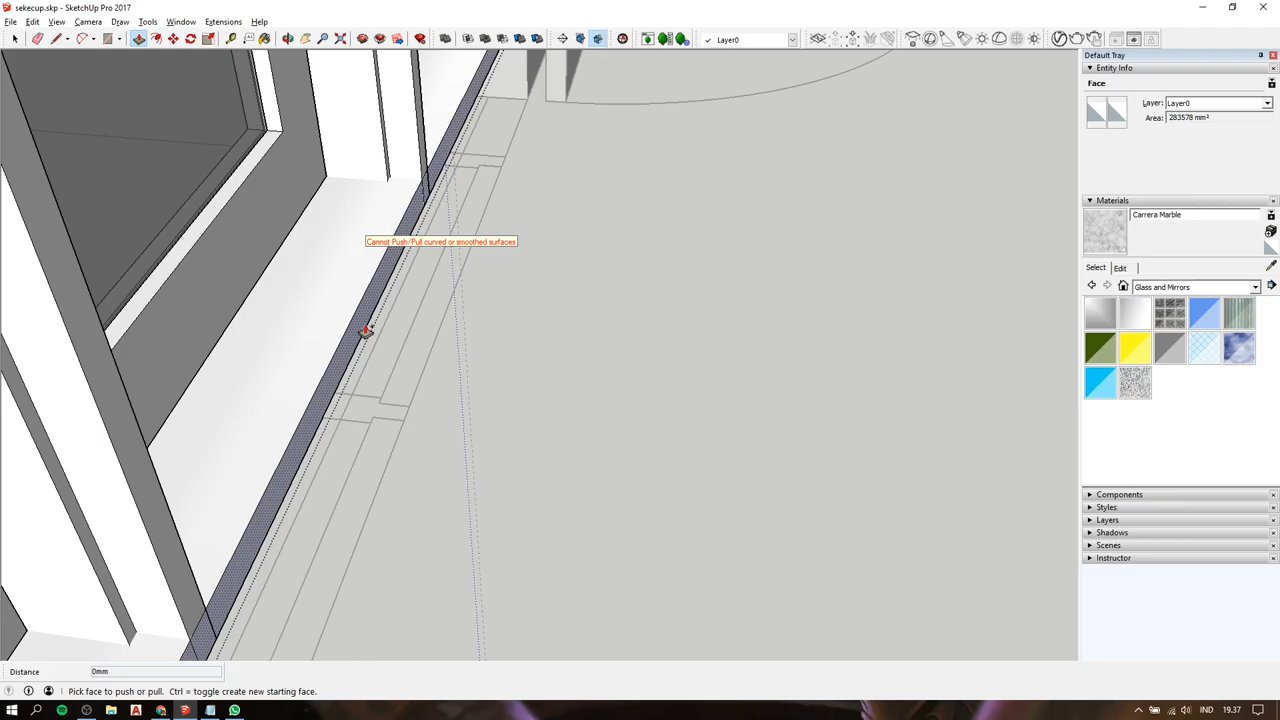 sekecup.skp - SketchUp Pro 2017
File Edit View Camera Draw Tools Window Extensions Help
Layer0
Default Tray
Entity Info
Face
Layer: Layer0
Area: 283578 mm²
Materials
Carrera Marble
Select Edit
Glass and Mirrors
Cannot Push/Pull curved or smoothed surfaces
Components
Styles
Layers
Shadows
Scenes
Instructor
Distance 0mm
Pick face to push or pull. Ctrl = toggle create new starting face.
IND 19.37